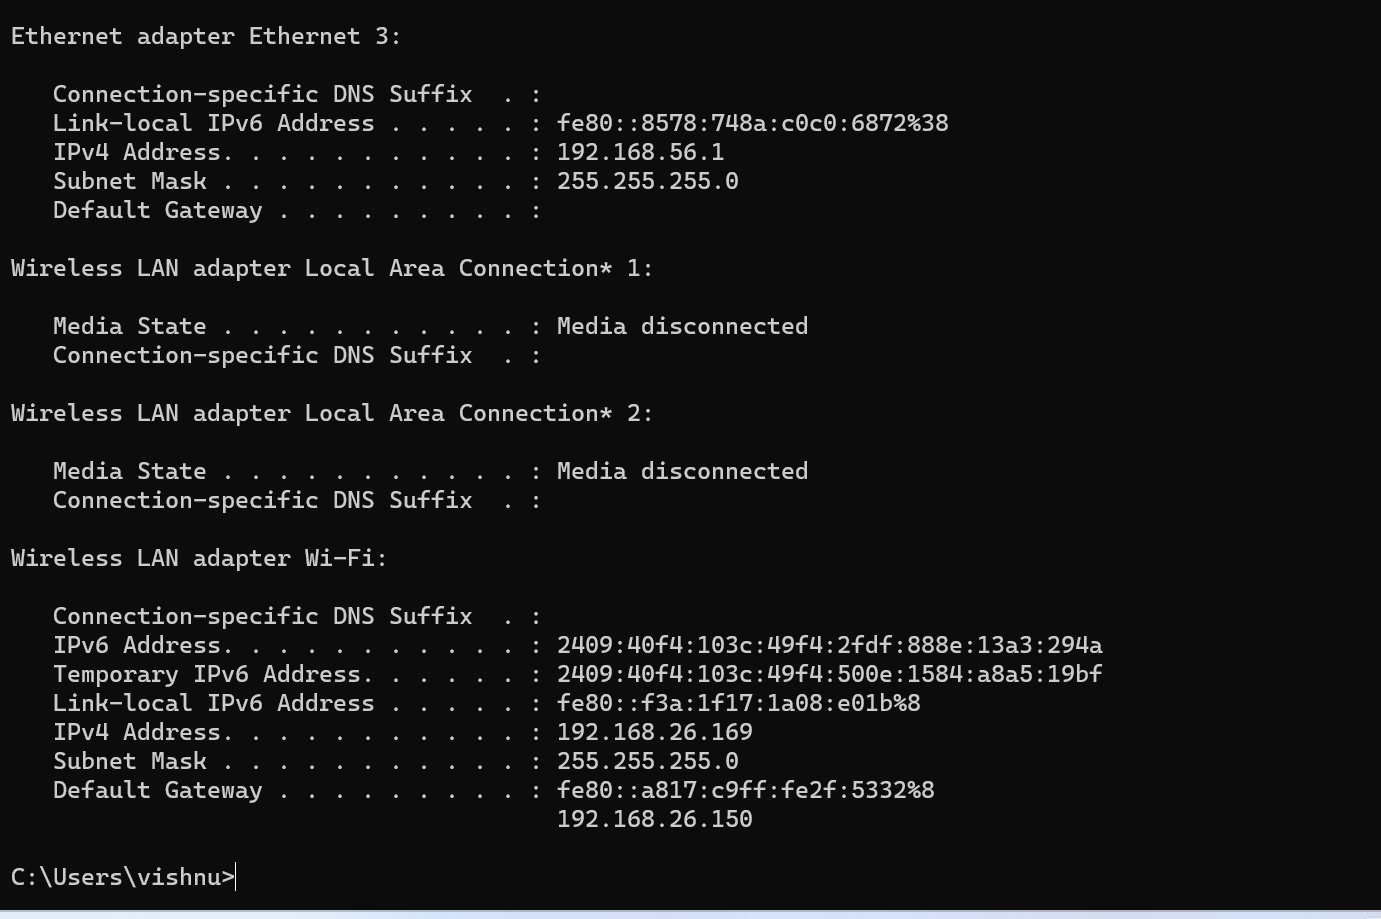 Ethernet adapter Ethernet 3:
Connection-specific DNS Suffix  . :
Link-local IPv6 Address . . . . . : fe80::8578:748a:c0c0:6872%38
IPv4 Address. . . . . . . . . . . : 192.168.56.1
Subnet Mask . . . . . . . . . . . : 255.255.255.0
Default Gateway . . . . . . . . . :
Wireless LAN adapter Local Area Connection* 1:
Media State . . . . . . . . . . . : Media disconnected
Connection-specific DNS Suffix  . :
Wireless LAN adapter Local Area Connection* 2:
Media State . . . . . . . . . . . : Media disconnected
Connection-specific DNS Suffix  . :
Wireless LAN adapter Wi-Fi:
Connection-specific DNS Suffix  . :
IPv6 Address. . . . . . . . . . . : 2409:40f4:103c:49f4:2fdf:888e:13a3:294a
Temporary IPv6 Address. . . . . . : 2409:40f4:103c:49f4:500e:1584:a8a5:19bf
Link-local IPv6 Address . . . . . : fe80::f3a:1f17:1a08:e01b%8
IPv4 Address. . . . . . . . . . . : 192.168.26.169
Subnet Mask . . . . . . . . . . . : 255.255.255.0
Default Gateway . . . . . . . . . : fe80::a817:c9ff:fe2f:5332%8
192.168.26.150
C:\Users\vishnu>